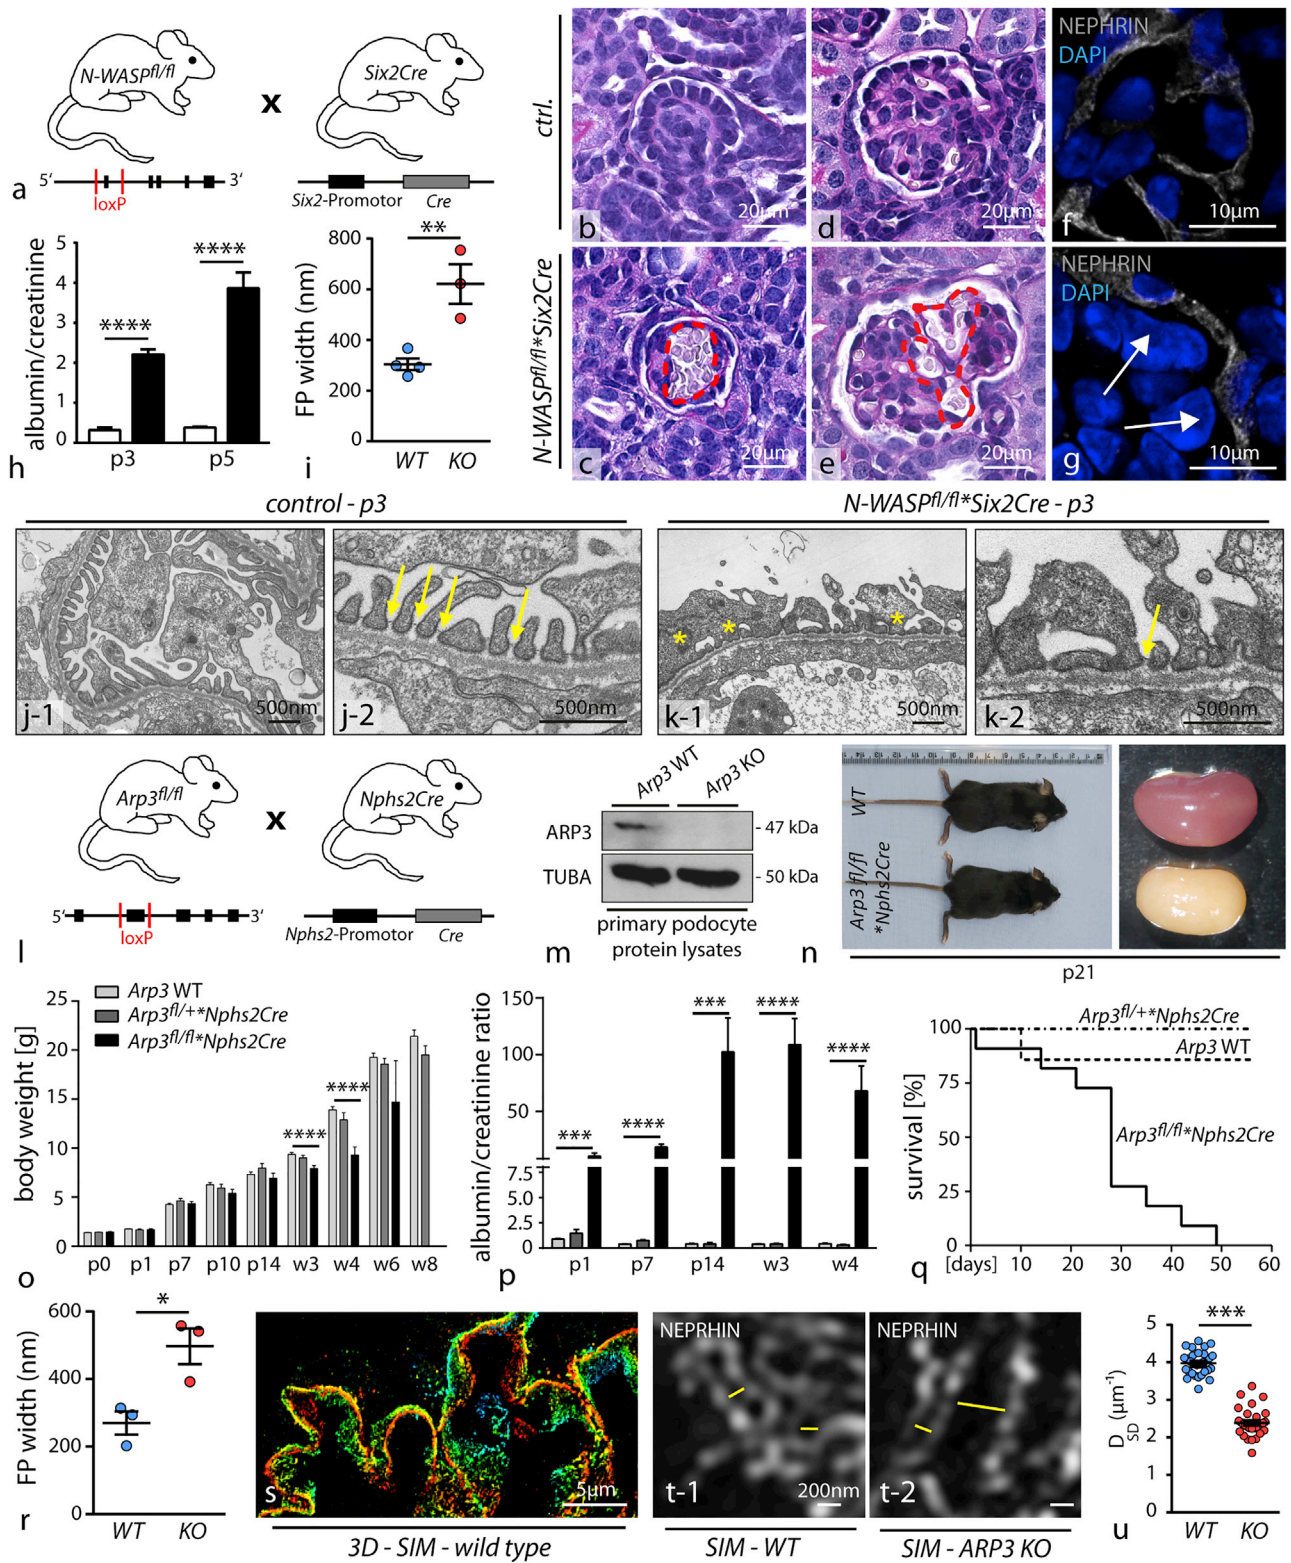 N-WASPfl/fl
x
Six2Cre
5‘
3‘
loxP
Six2-Promotor
Cre
a
ctrl.
N-WASPfl/fl*Six2Cre
b
20µm
d
20µm
NEPHRIN
DAPI
f
10µm
c
20µm
e
20µm
NEPHRIN
DAPI
g
10µm
albumin/creatinine
5
4
3
2
1
0
****
****
p3
p5
h
FP width (nm)
800
600
400
200
0
**
WT
KO
i
control - p3
N-WASPfl/fl*Six2Cre - p3
j-1
500nm
j-2
500nm
* * *
k-1
500nm
k-2
500nm
Arp3fl/fl
x
Nphs2Cre
5‘
3‘
loxP
Nphs2-Promotor
Cre
l
Arp3 WT
Arp3 KO
ARP3
- 47 kDa
TUBA
- 50 kDa
primary podocyte
protein lysates
m
WT
Arp3 fl/fl
*Nphs2Cre
n
p21
body weight [g]
25
20
15
10
5
0
Arp3 WT
Arp3fl/+*Nphs2Cre
Arp3fl/fl*Nphs2Cre
****
****
p0
p1
p7
p10
p14
w3
w4
w6
w8
o
albumin/creatinine ratio
150
100
50
7.5
5.0
2.5
0
***
****
***
****
****
p1
p7
p14
w3
w4
p
survival [%]
100
75
50
25
0
Arp3fl/+*Nphs2Cre
Arp3 WT
Arp3fl/fl*Nphs2Cre
[days]
10
20
30
40
50
60
q
FP width (nm)
600
400
200
0
*
WT
KO
r
s
5µm
3D - SIM - wild type
NEPRHIN
t-1
200nm
SIM - WT
NEPRHIN
t-2
SIM - ARP3 KO
DSD (µm-1)
5
4
3
2
1
0
***
WT
KO
u